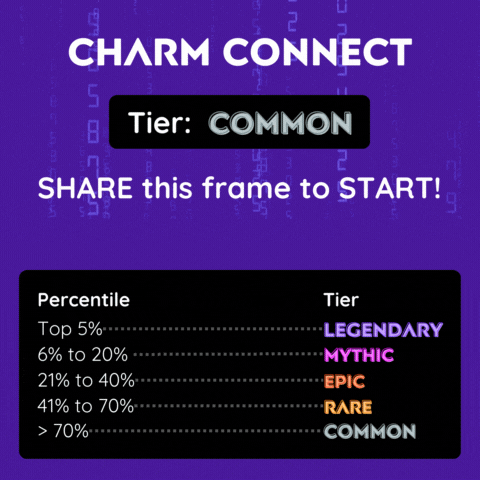 CHARM CONNECT
Tier: COMMON
SHARE this frame to START!
Percentile Tier
Top 5% LEGENDARY
6% to 20% MYTHIC
21% to 40% EPIC
41% to 70% RARE
> 70% COMMON